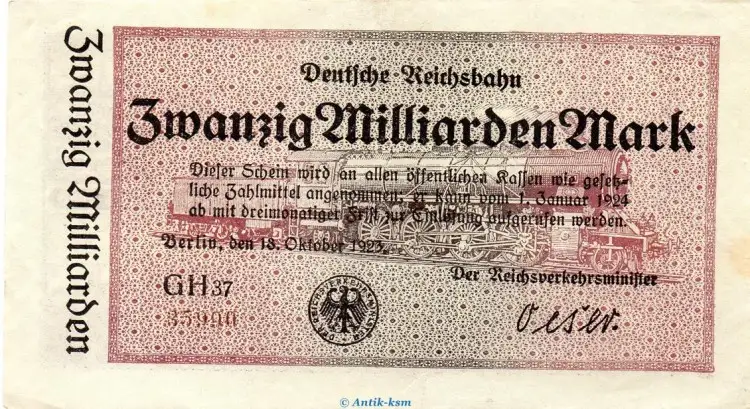 Zwanzig Milliarden
Deutsche Reichsbahn
Zwanzig Milliarden Mark
Dieser Schein wird an allen öffentlichen Kassen wie gesetz-
liche Zahlmittel angenommen. Er kann vom 1. Januar 1924
ab mit dreimonatiger Frist zur Einlösung aufgerufen werden.
Berlin, den 18. Oktober 1923.
Der Reichsverkehrsminister
GH 37
Oeser.
© Antik-ksm